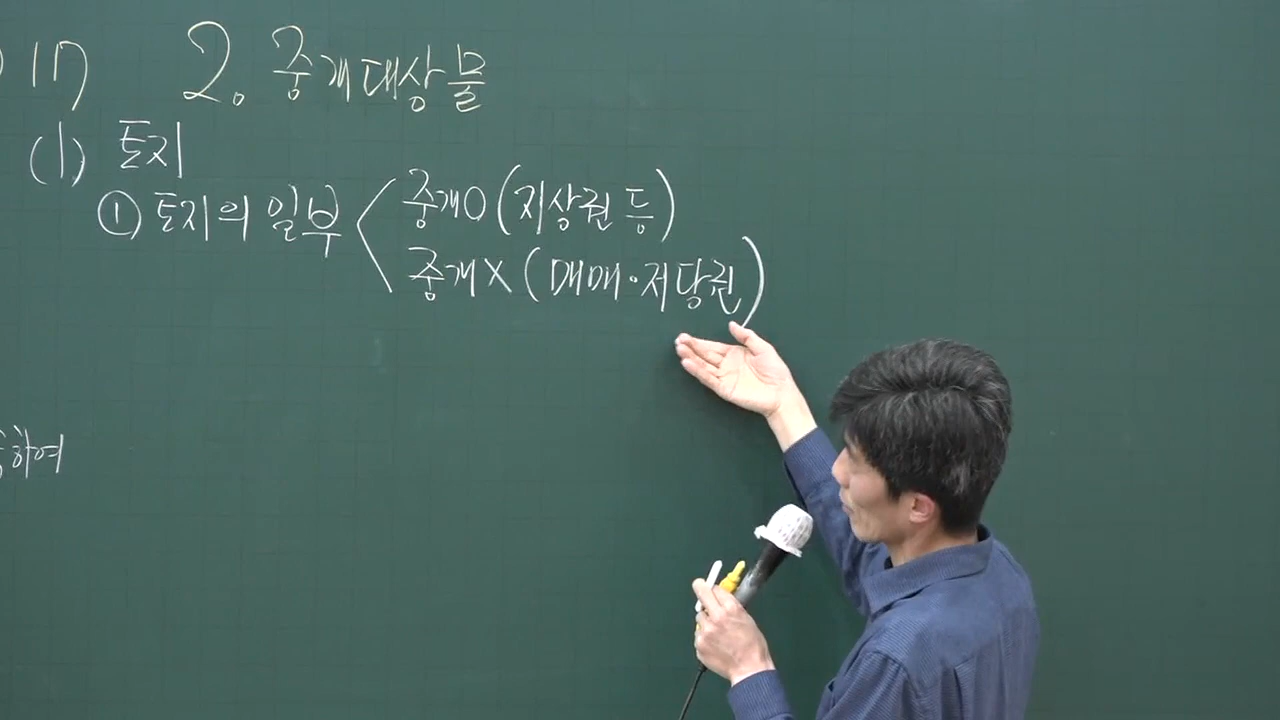 17 2. 중개대상물
(1) 토지
① 토지의 일부 < 중개O (지상권 등)
중개X (매매·저당권)
하여